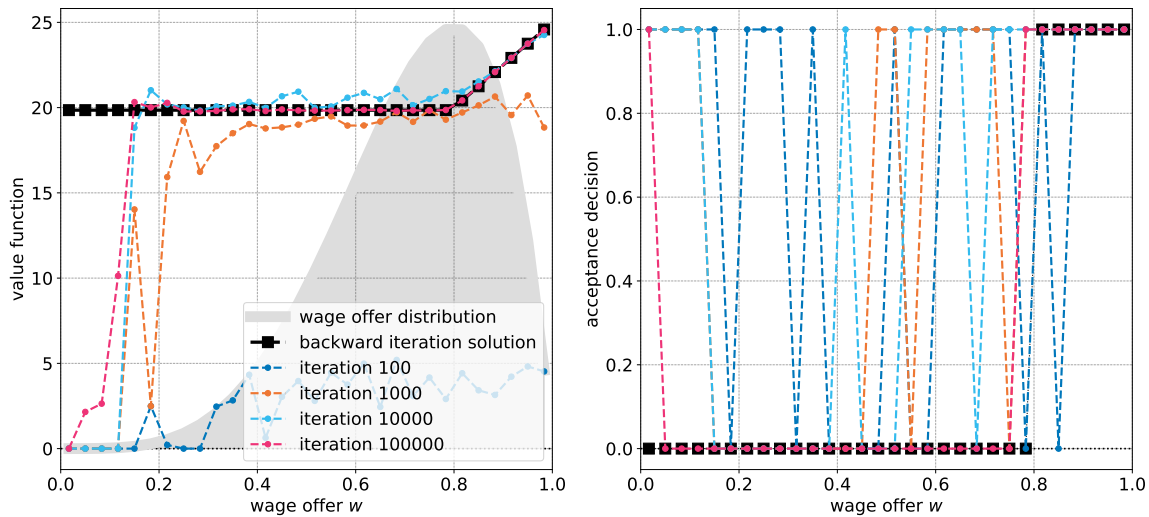 25
20
15
10
5
0
value function
wage offer distribution
backward iteration solution
iteration 100
iteration 1000
iteration 10000
iteration 100000
0.0 0.2 0.4 0.6 0.8 1.0
wage offer w
1.0
0.8
0.6
0.4
0.2
0.0
acceptance decision
0.0 0.2 0.4 0.6 0.8 1.0
wage offer w